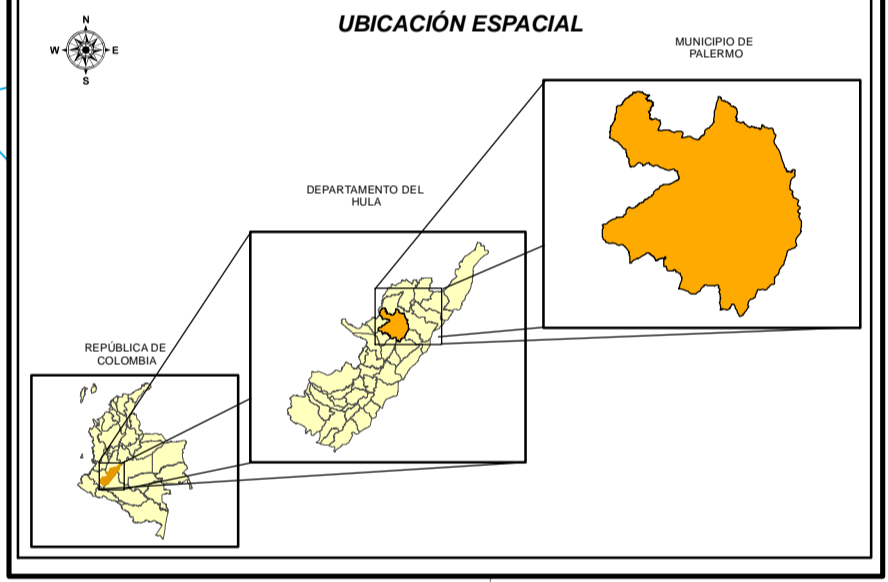 UBICACIÓN ESPACIAL
N
W
E
S
MUNICIPIO DE
PALERMO
DEPARTAMENTO DEL
HULA
REPÚBLICA DE
COLOMBIA